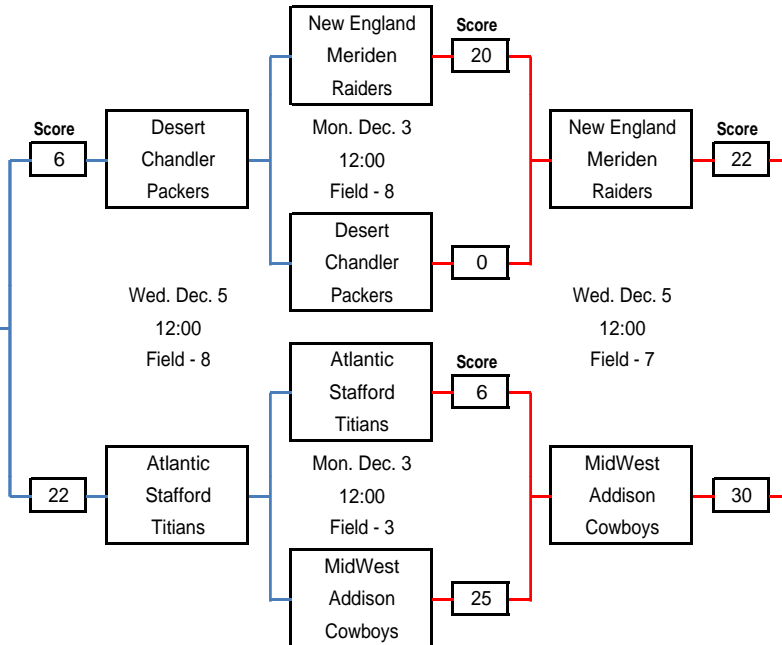 New England
Meriden
Raiders
Score
20
Score
6
Desert
Chandler
Packers
Mon. Dec. 3
12:00
Field - 8
New England
Meriden
Raiders
Score
22
Desert
Chandler
Packers
0
Wed. Dec. 5
12:00
Field - 8
Wed. Dec. 5
12:00
Field - 7
Atlantic
Stafford
Titians
Score
6
22
Atlantic
Stafford
Titians
Mon. Dec. 3
12:00
Field - 3
MidWest
Addison
Cowboys
30
MidWest
Addison
Cowboys
25